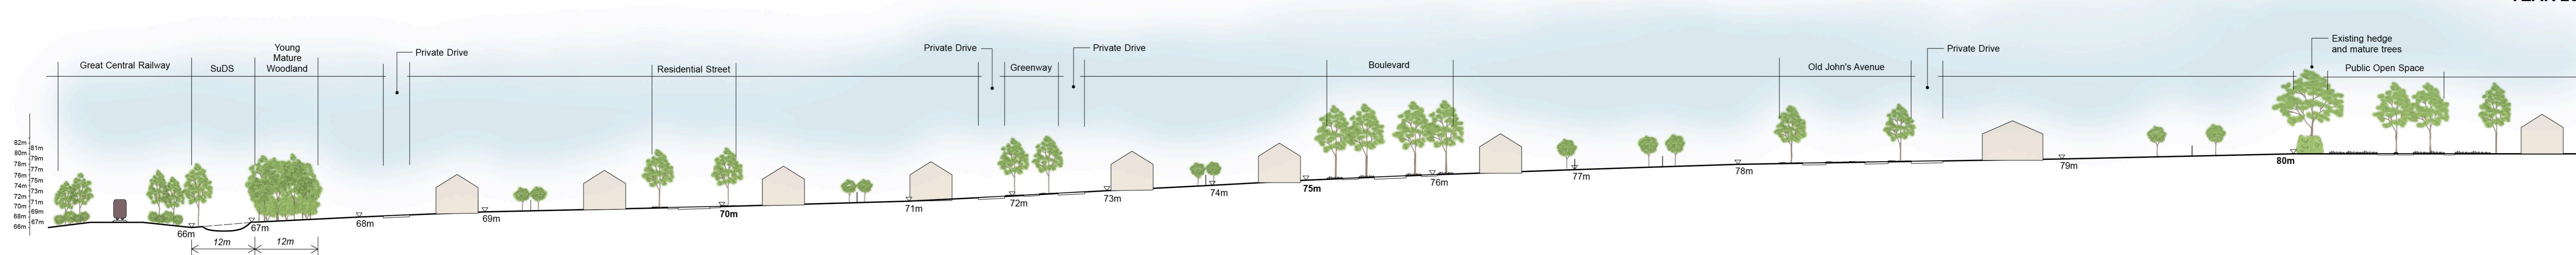 Great Central Railway
SuDS
Young
Mature
Woodland
Private Drive
Residential Street
Private Drive
Greenway
Private Drive
Boulevard
Old John's Avenue
Private Drive
Existing hedge
and mature trees
Public Open Space
82m
81m
80m
79m
78m
77m
76m
75m
74m
73m
72m
71m
70m
69m
68m
67m
66m
66m
67m
68m
69m
70m
71m
72m
73m
74m
75m
76m
77m
78m
79m
80m
12m
12m